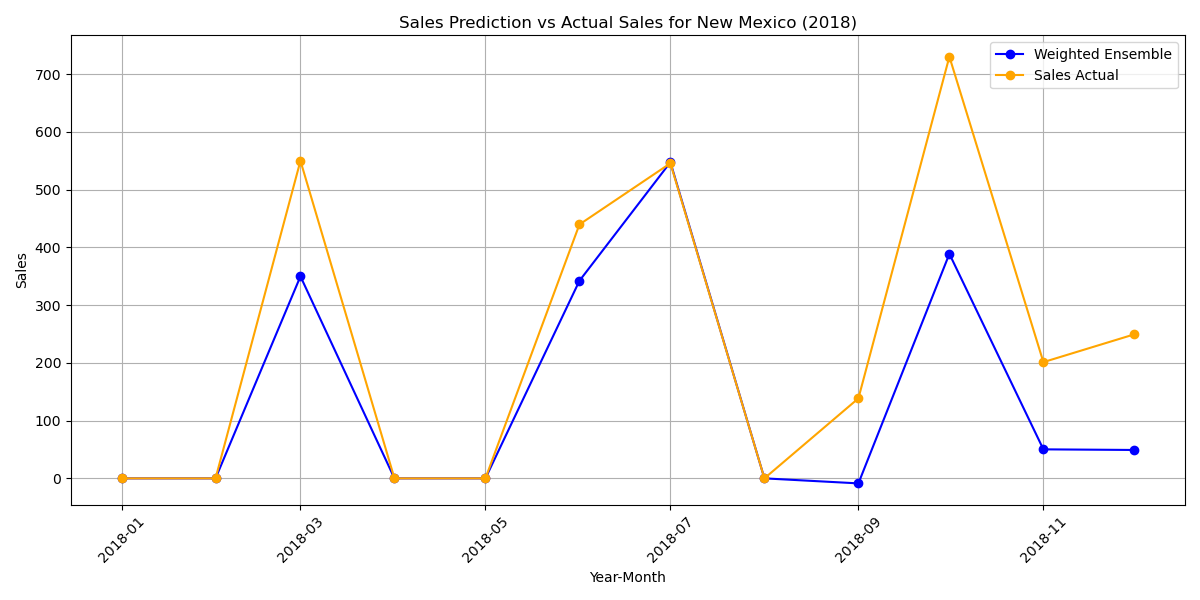 Sales Prediction vs Actual Sales for New Mexico (2018)
Weighted Ensemble
Sales Actual
700
600
500
400
300
200
100
0
Sales
2018-01
2018-03
2018-05
2018-07
2018-09
2018-11
Year-Month